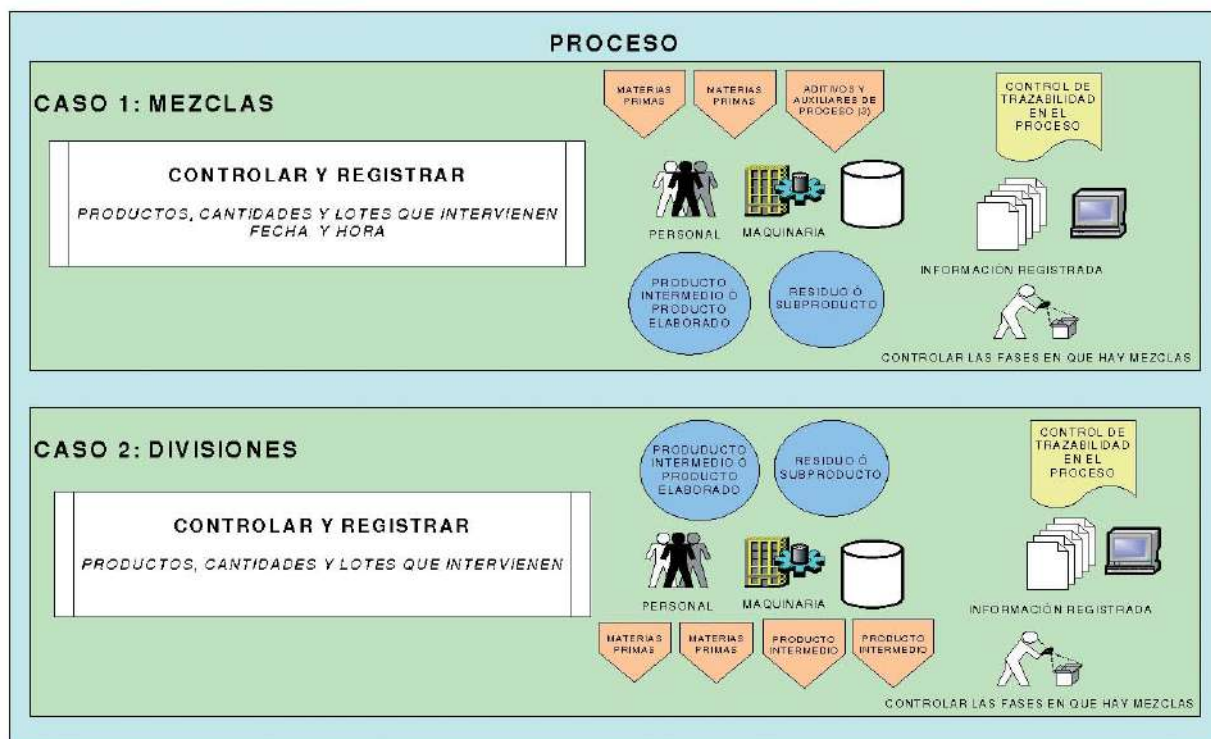 PROCESO
CASO 1: MEZCLAS
CONTROLAR Y REGISTRAR
PRODUCTOS, CANTIDADES Y LOTES QUE INTERVIENEN
FECHA Y HORA
MATERIAS
PRIMAS
MATERIAS
PRIMAS
ADITIVOS Y
AUXILIARES DE
PROCESO (3)
CONTROL DE
TRAZABILIDAD
EN EL
PROCESO
PERSONAL
MAQUINARIA
INFORMACIÓN REGISTRADA
PRODUCTO
INTERMEDIO Ó
PRODUCTO
ELABORADO
RESIDUO Ó
SUBPRODUCTO
CONTROLAR LAS FASES EN QUE HAY MEZCLAS
CASO 2: DIVISIONES
CONTROLAR Y REGISTRAR
PRODUCTOS, CANTIDADES Y LOTES QUE INTERVIENEN
PRODUDUCTO
INTERMEDIO Ó
PRODUCTO
ELABORADO
RESIDUO Ó
SUBPRODUCTO
CONTROL DE
TRAZABILIDAD
EN EL
PROCESO
PERSONAL
MAQUINARIA
INFORMACIÓN REGISTRADA
MATERIAS
PRIMAS
MATERIAS
PRIMAS
PRODUCTO
INTERMEDIO
PRODUCTO
INTERMEDIO
CONTROLAR LAS FASES EN QUE HAY MEZCLAS